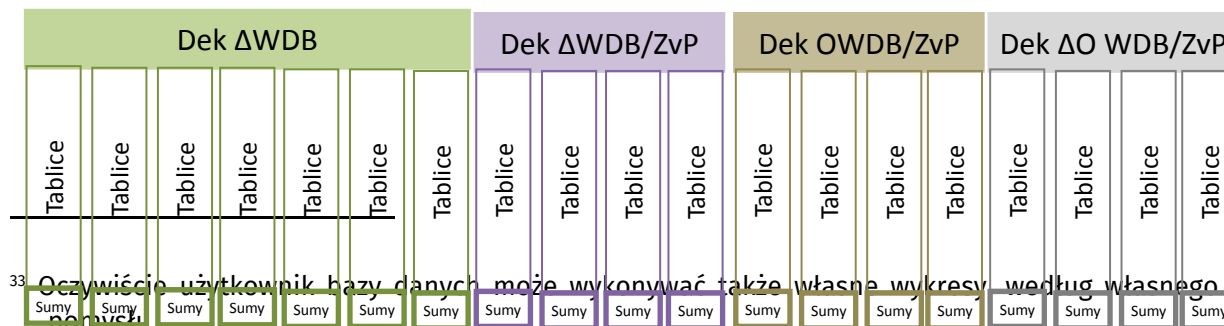 Dek ΔWDB Dek ΔWDB/ZvP Dek OWDB/ZvP Dek ΔO WDB/ZvP
Tablice Tablice Tablice Tablice Tablice Tablice Tablice Tablice Tablice Tablice Tablice Tablice Tablice Tablice Tablice Tablice Tablice Tablice Tablice
33 Oczywiście użytkownik bazy danych może wykonywać także własne wykresy według własnego
Sumy Sumy Sumy Sumy Sumy Sumy Sumy Sumy Sumy Sumy Sumy Sumy Sumy Sumy Sumy Sumy Sumy Sumy Sumy
pomysłu